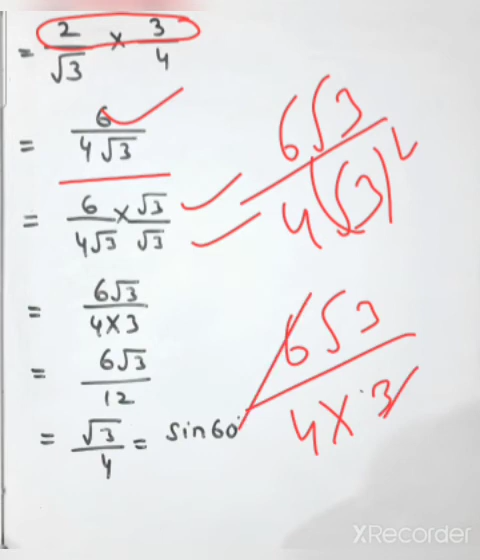 = 2/√3 × 3/4
= 6/4√3
= 6/4√3 × √3/√3
= 6√3/4×3
= 6√3/12
= √3/4 = sin60°
6√3/4(√3)²
6√3/4×3
XRecorder